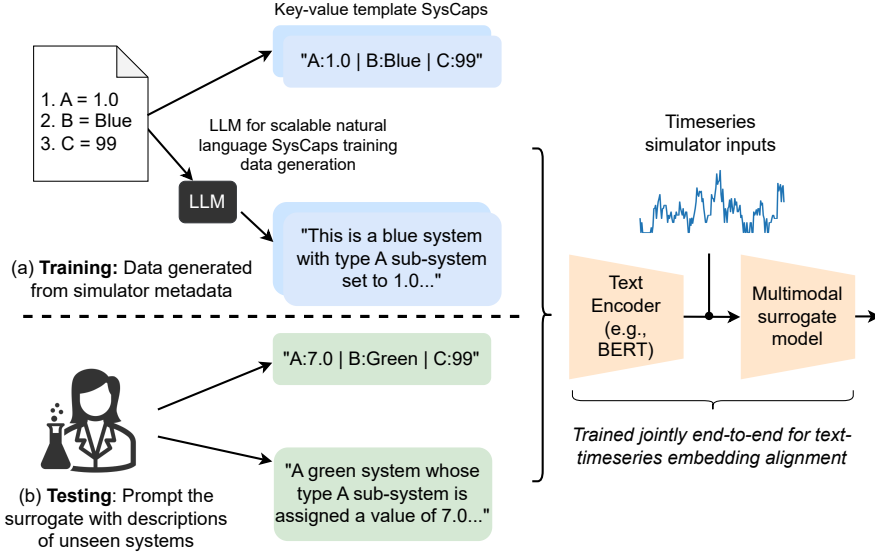 Key-value template SysCaps
"A:1.0 | B:Blue | C:99"
1. A = 1.0
2. B = Blue
3. C = 99
LLM for scalable natural
language SysCaps training
data generation
LLM
"This is a blue system
with type A sub-system
set to 1.0..."
(a) Training: Data generated
from simulator metadata
"A:7.0 | B:Green | C:99"
"A green system whose
type A sub-system is
assigned a value of 7.0..."
(b) Testing: Prompt the
surrogate with descriptions
of unseen systems
Timeseries
simulator inputs
Text
Encoder
(e.g.,
BERT)
Multimodal
surrogate
model
Trained jointly end-to-end for text-
timeseries embedding alignment